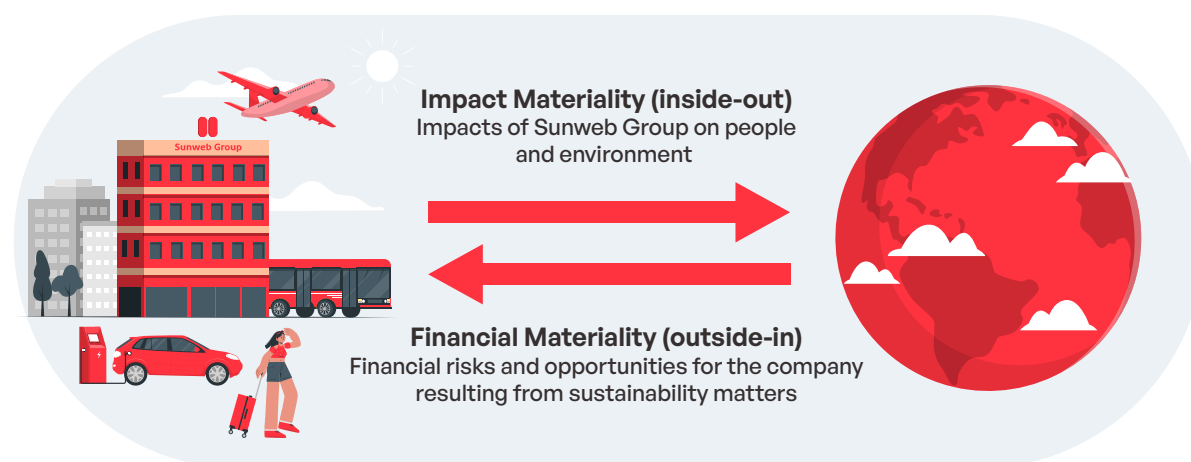 Sunweb Group
Impact Materiality (inside-out)
Impacts of Sunweb Group on people
and environment
Financial Materiality (outside-in)
Financial risks and opportunities for the company
resulting from sustainability matters